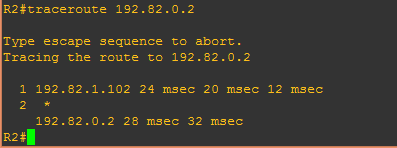 R2#traceroute 192.82.0.2
Type escape sequence to abort.
Tracing the route to 192.82.0.2
1 192.82.1.102 24 msec 20 msec 12 msec
2 *
192.82.0.2 28 msec 32 msec
R2#